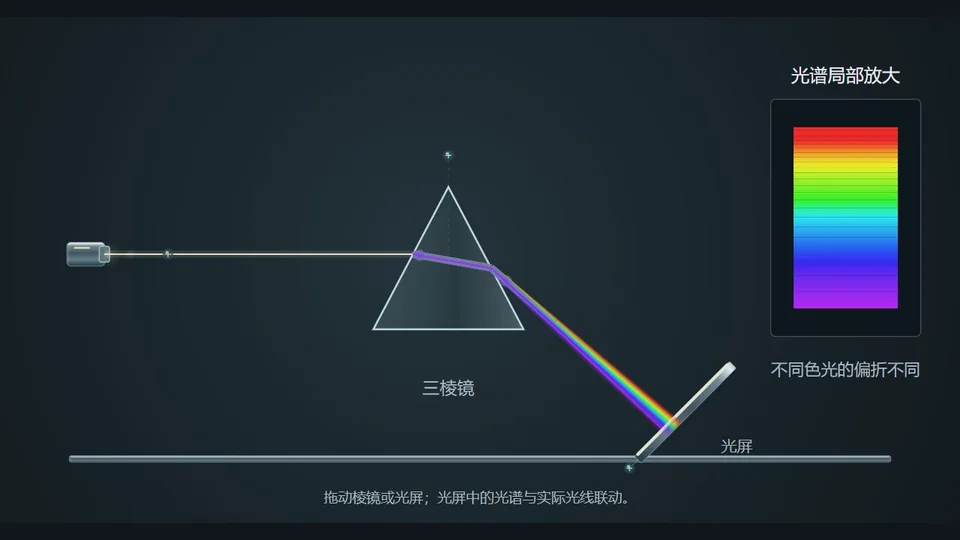 光谱局部放大
三棱镜
不同色光的偏折不同
光屏
拖动棱镜或光屏；光屏中的光谱与实际光线联动。